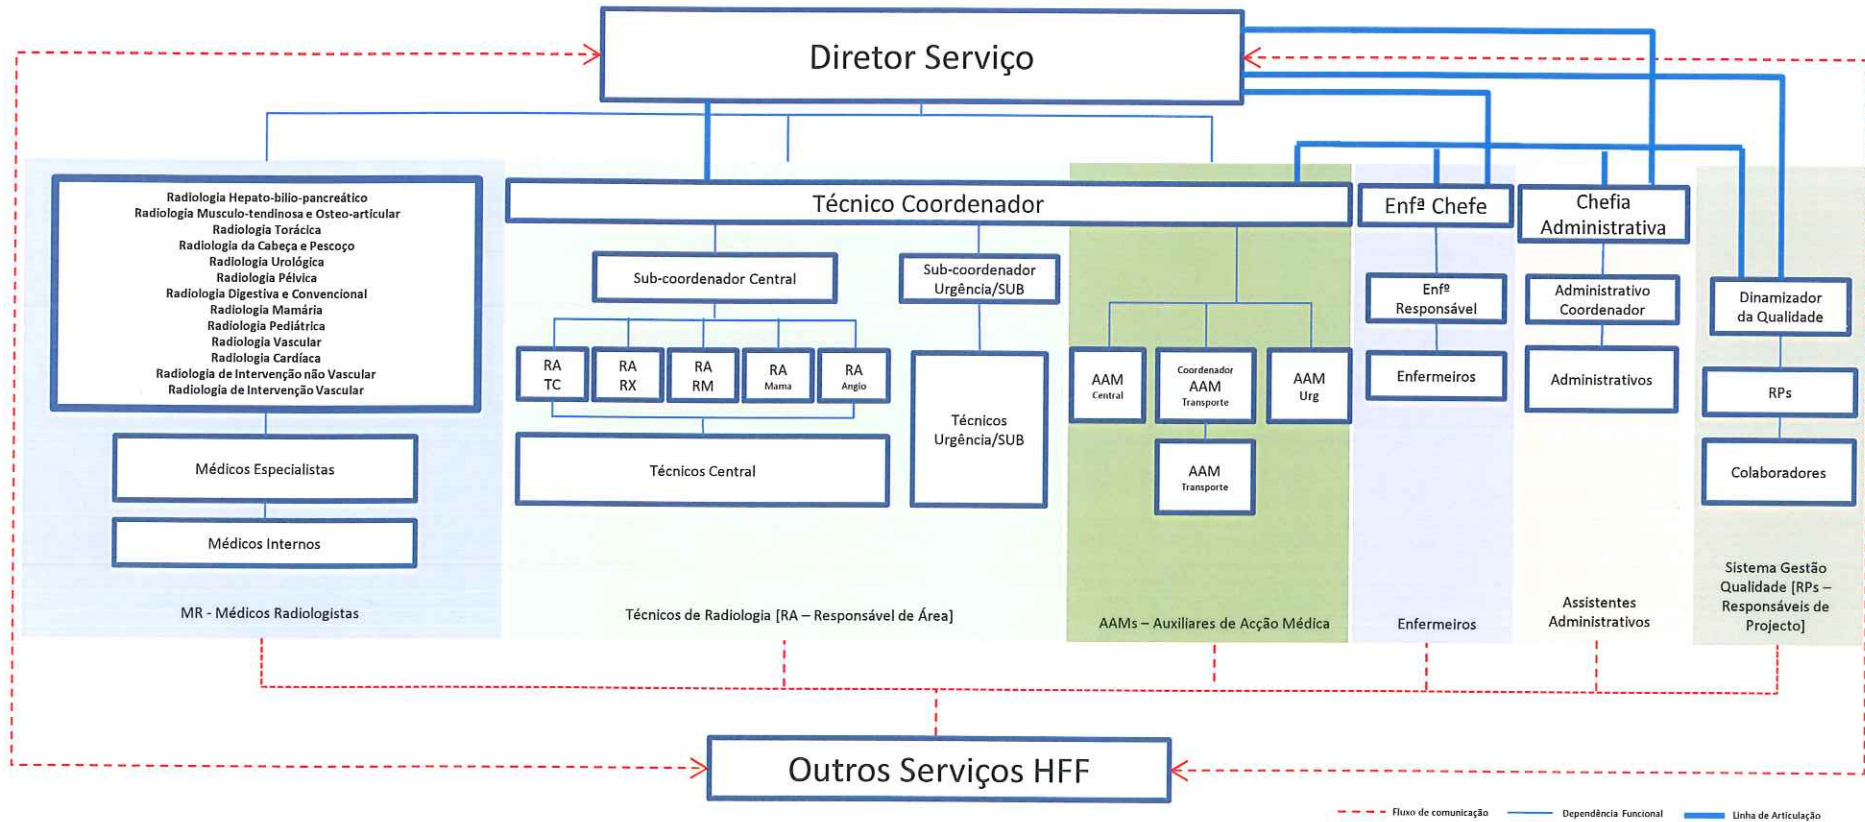 Diretor Serviço
Radiologia Hepato-bilio-pancreático
Radiologia Musculo-tendinosa e Osteo-articular
Radiologia Torácica
Radiologia da Cabeça e Pescoço
Radiologia Urológica
Radiologia Pélvica
Radiologia Digestiva e Convencional
Radiologia Mamária
Radiologia Pediátrica
Radiologia Vascular
Radiologia Cardíaca
Radiologia de Intervenção não Vascular
Radiologia de Intervenção Vascular
Médicos Especialistas
Médicos Internos
MR - Médicos Radiologistas
Técnico Coordenador
Sub-coordenador Central
Sub-coordenador
Urgência/SUB
RA
TC
RA
RX
RA
RM
RA
Mama
RA
Angio
Técnicos Central
Técnicos
Urgência/SUB
Técnicos de Radiologia [RA – Responsável de Área]
AAM
Central
Coordenador
AAM
Transporte
AAM
Urg
AAM
Transporte
AAMs – Auxiliares de Acção Médica
Enfª Chefe
Enfº
Responsável
Enfermeiros
Enfermeiros
Chefia
Administrativa
Administrativo
Coordenador
Administrativos
Assistentes
Administrativos
Dinamizador
da Qualidade
RPs
Colaboradores
Sistema Gestão
Qualidade [RPs –
Responsáveis de
Projecto]
Outros Serviços HFF
Fluxo de comunicação
Dependência Funcional
Linha de Articulação